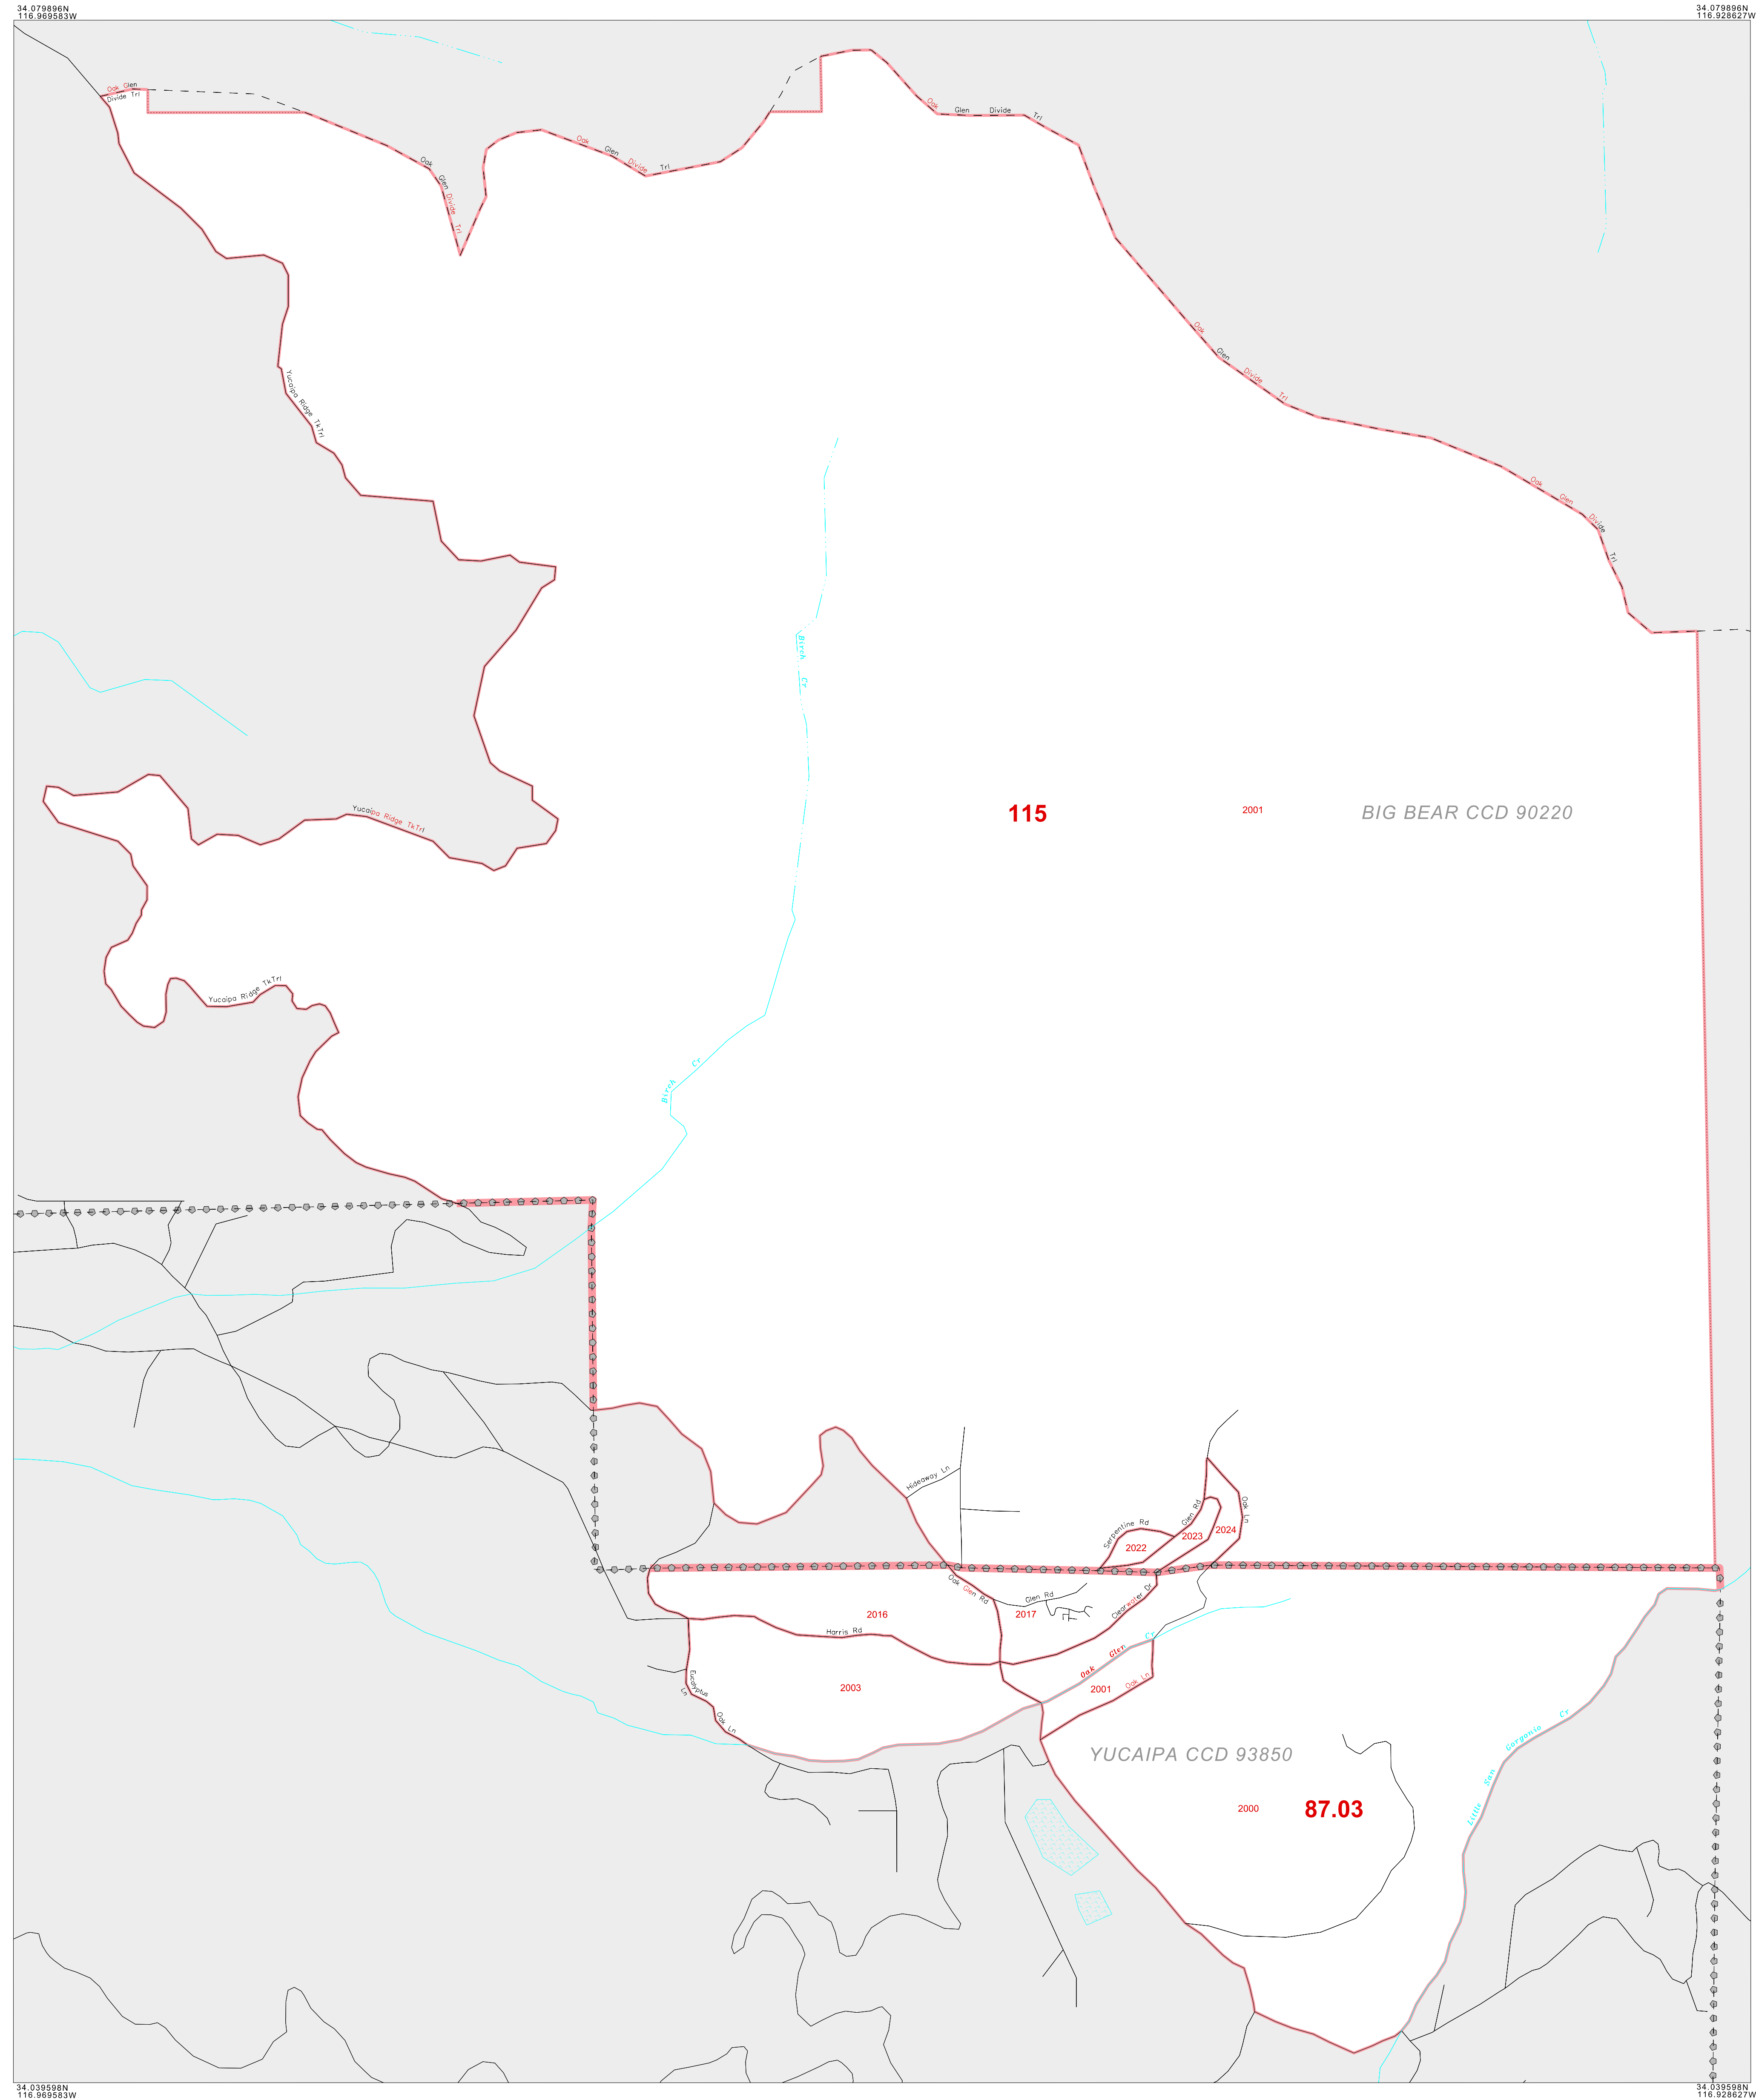 34.079896N
116.969583W
34.079896N
116.928627W
Oak Glen
Divide Trl
Oak Glen Divide Trl
Oak Glen Divide Trl
Oak Glen Divide Trl
Oak Glen Divide Trl
Oak Glen Divide Trl
Yucaipa Ridge TkTrl
Birch Cr
Yucaipa Ridge TkTrl
115
2001
BIG BEAR CCD 90220
Yucaipa Ridge TkTrl
Birch Cr
Hideaway Ln
Serpentine Rd
Glen Rd
Oak Ln
2022
2023
2024
Oak Glen Rd
Glen Rd
Clearwater Dr
2016
2017
Harris Rd
Oak Glen Cr
Eucalyptus
Ln
2003
2001
Oak Ln
Oak Ln
YUCAIPA CCD 93850
Little San Gorgonio Cr
2000
87.03
34.039598N
116.969583W
34.039598N
116.928627W